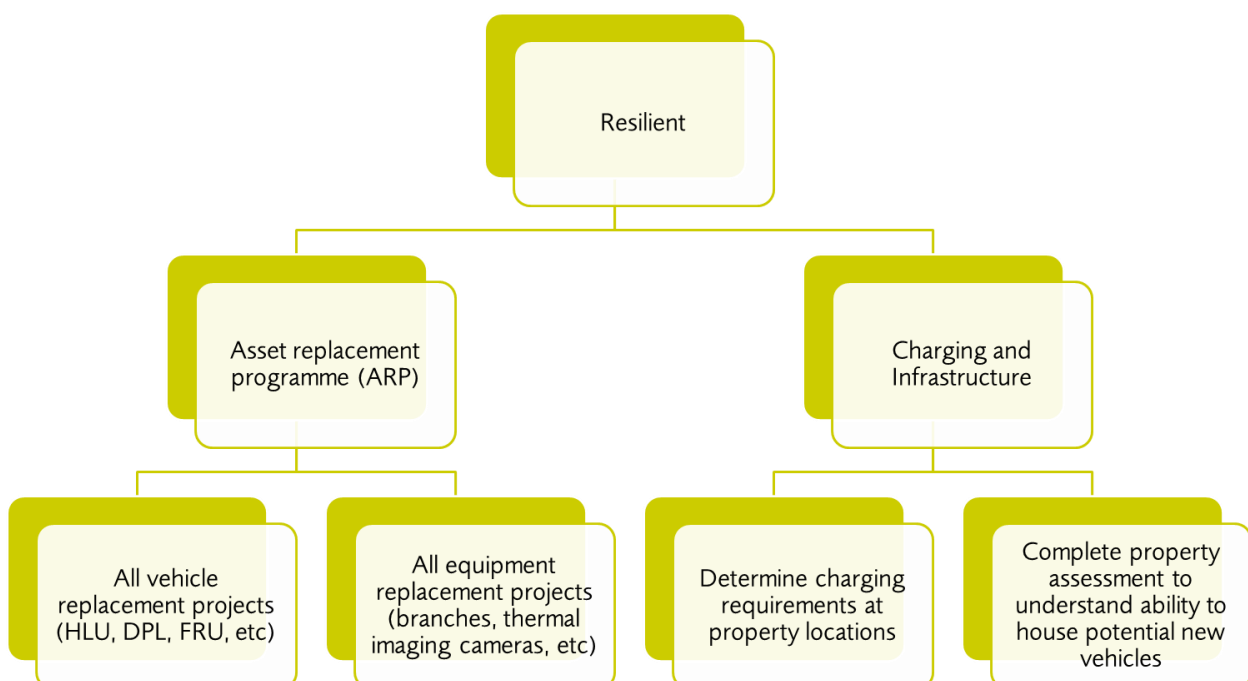 Resilient
Asset replacement
programme (ARP)
Charging and
Infrastructure
All vehicle
replacement projects
(HLU, DPL, FRU, etc)
All equipment
replacement projects
(branches, thermal
imaging cameras, etc)
Determine charging
requirements at
property locations
Complete property
assessment to
understand ability to
house potential new
vehicles